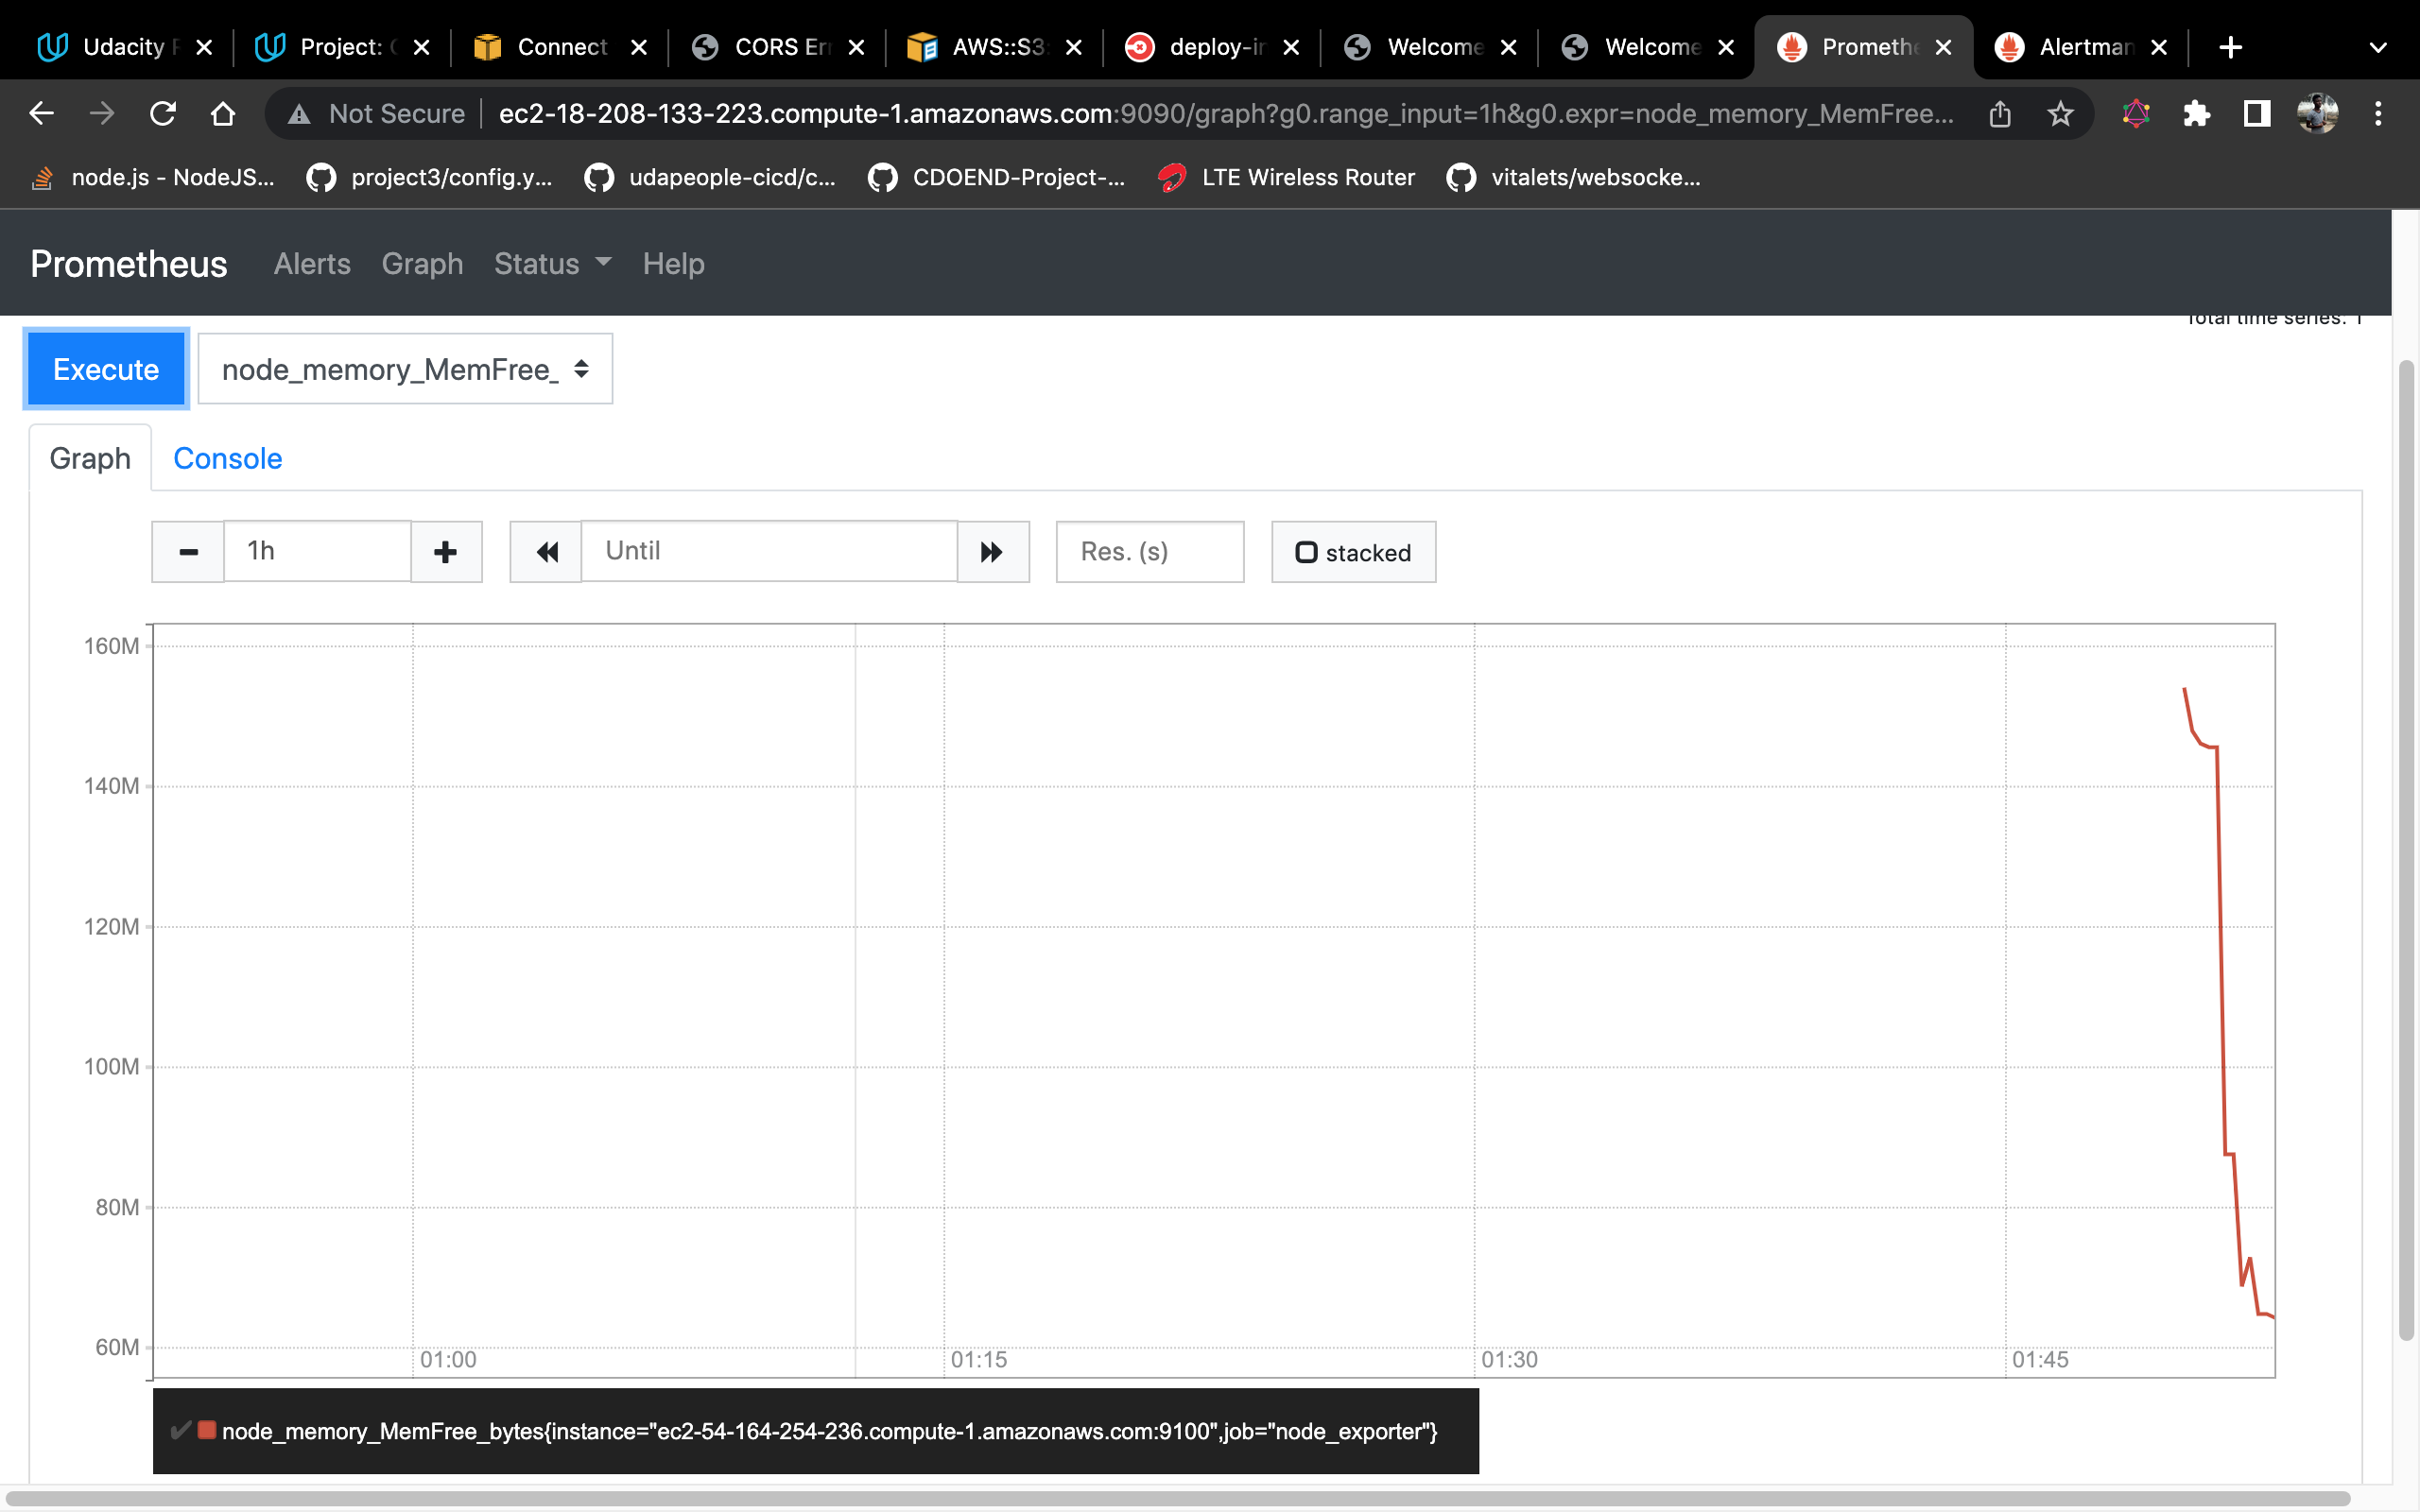 Udacity Project: Connect CORS Err AWS::S3 deploy-in Welcome Welcome Promethe Alertman
Not Secure ec2-18-208-133-223.compute-1.amazonaws.com:9090/graph?g0.range_input=1h&g0.expr=node_memory_MemFree...
node.js - NodeJS... project3/config.y... udapeople-cicd/c... CDOEND-Project-... LTE Wireless Router vitalets/websocke...
Prometheus Alerts Graph Status Help
Total time series: 1
Execute node_memory_MemFree_
Graph Console
1h Until Res. (s) stacked
160M
140M
120M
100M
80M
60M
01:00 01:15 01:30 01:45
node_memory_MemFree_bytes{instance="ec2-54-164-254-236.compute-1.amazonaws.com:9100",job="node_exporter"}